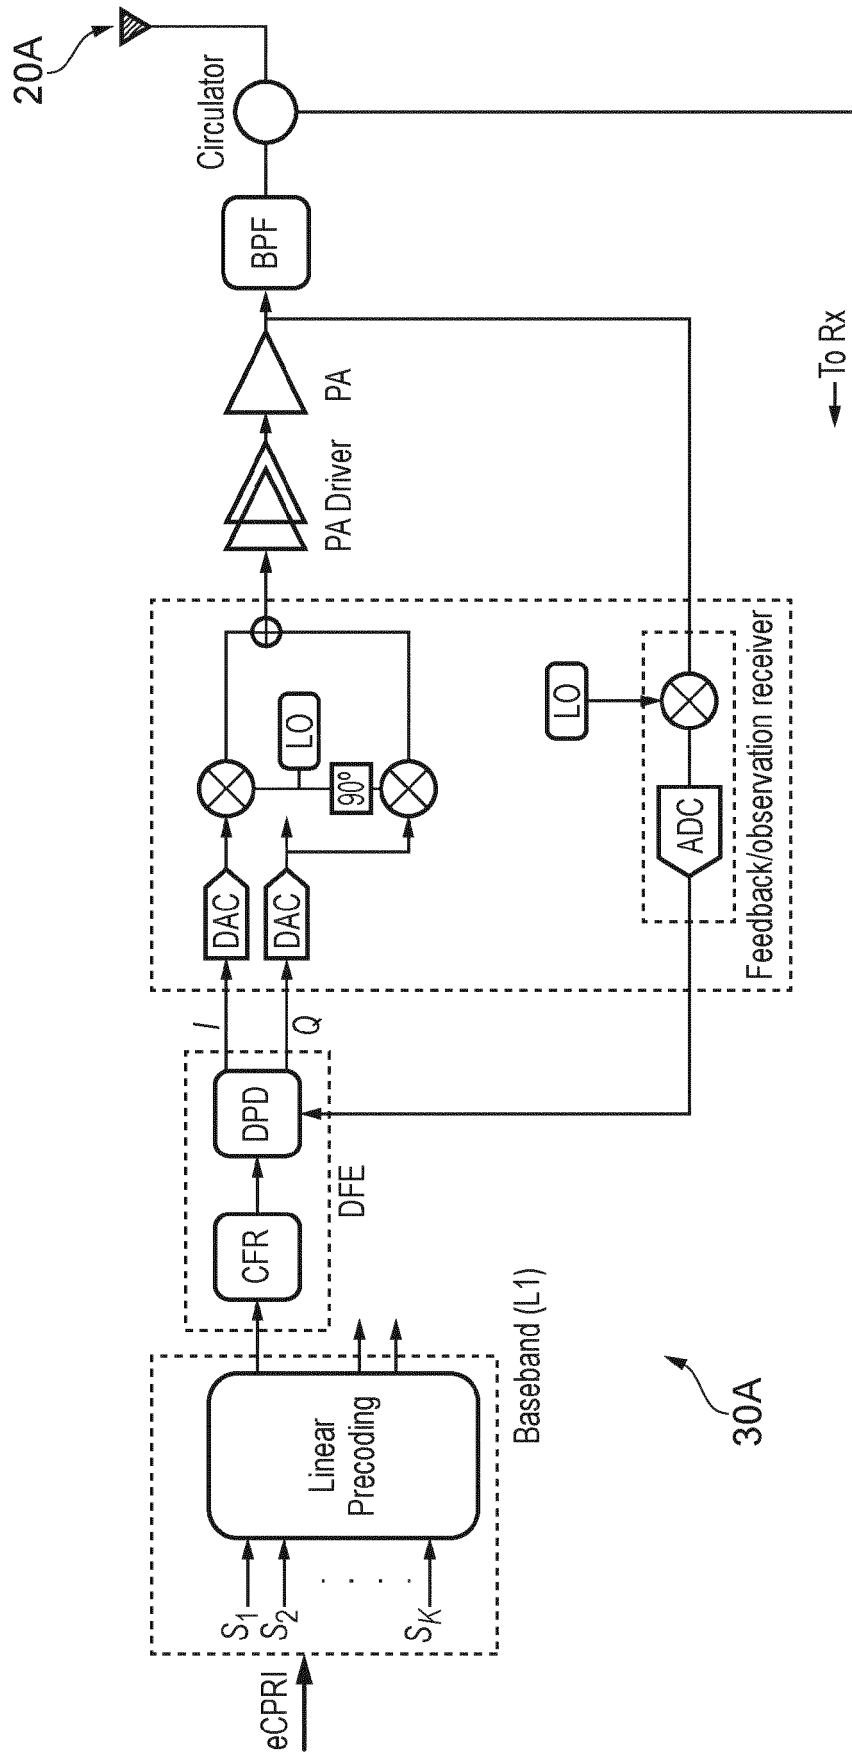 eCPRI
S1
S2
. . . .
SK
Linear
Precoding
Baseband (L1)
CFR
DPD
DFE
I
Q
DAC
DAC
LO
90°
LO
ADC
Feedback/observation receiver
PA Driver
PA
BPF
Circulator
20A
To Rx
30A